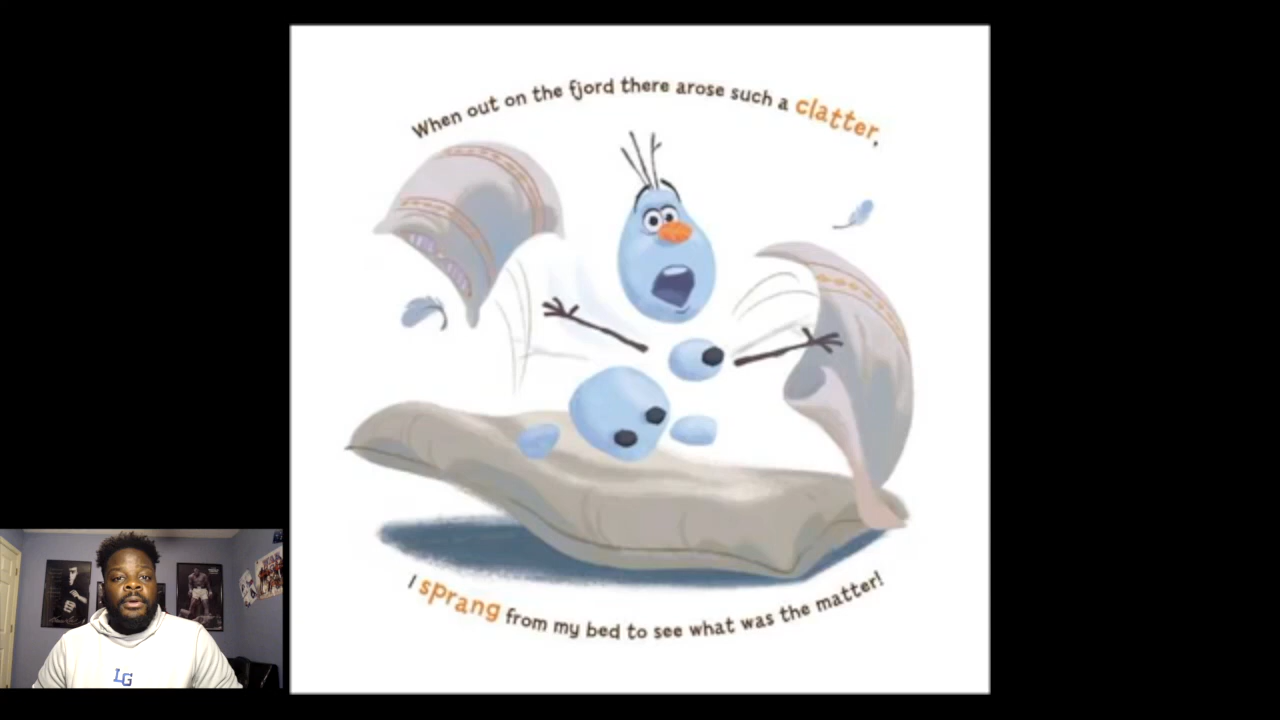 When out on the fjord there arose such a clatter,
I sprang from my bed to see what was the matter!
LG